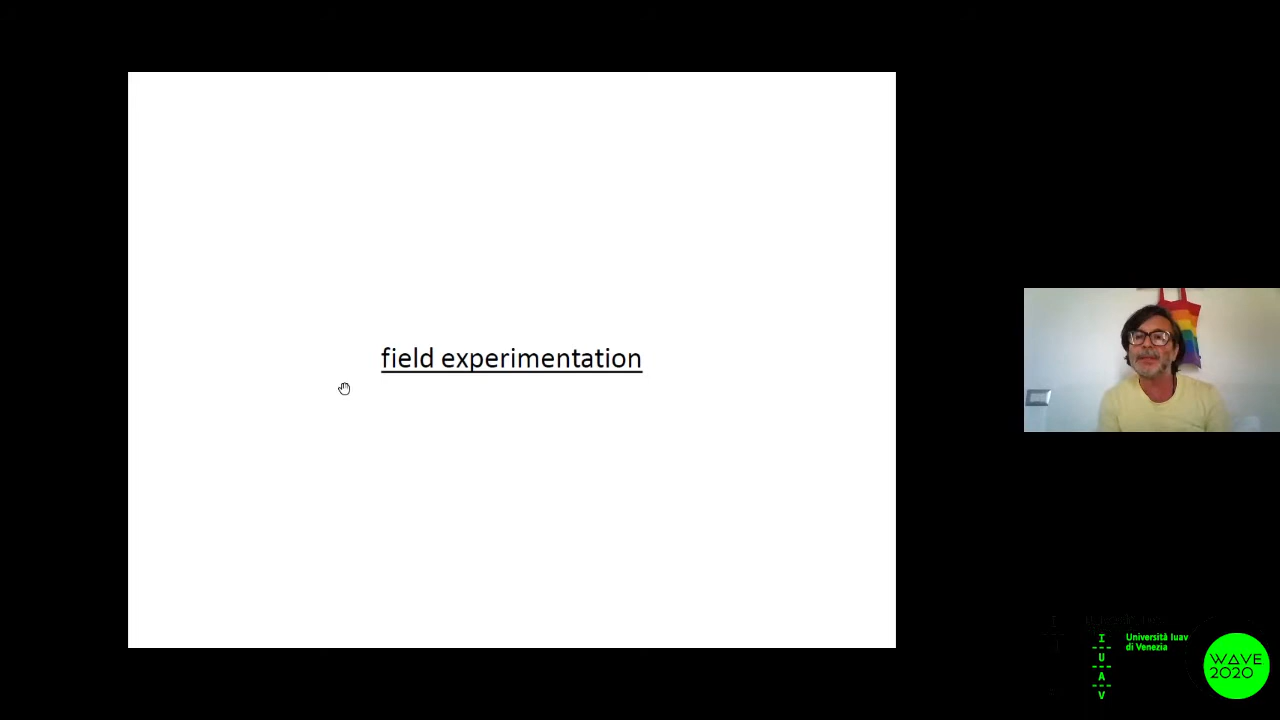 field experimentation
I
U
A
V
Università Iuav
di Venezia
WAVE
2020